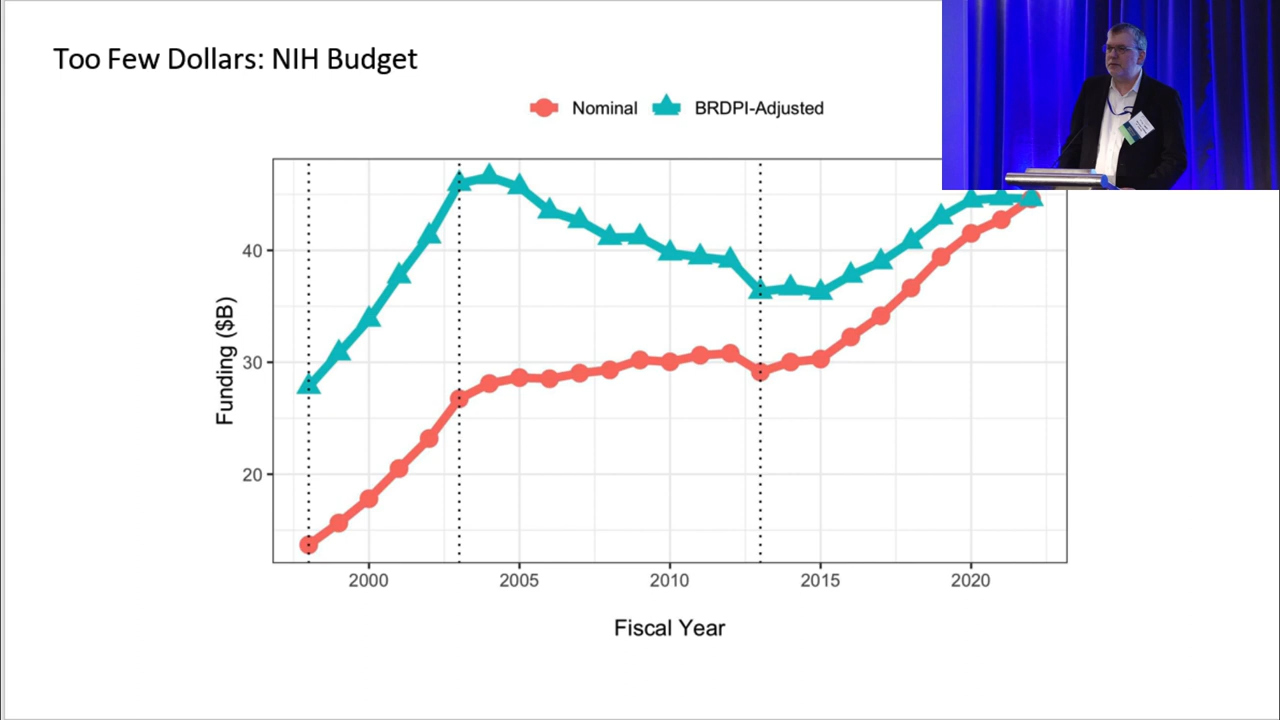 Too Few Dollars: NIH Budget
Nominal BRDPI-Adjusted
40
30
20
Funding ($B)
2000 2005 2010 2015 2020
Fiscal Year